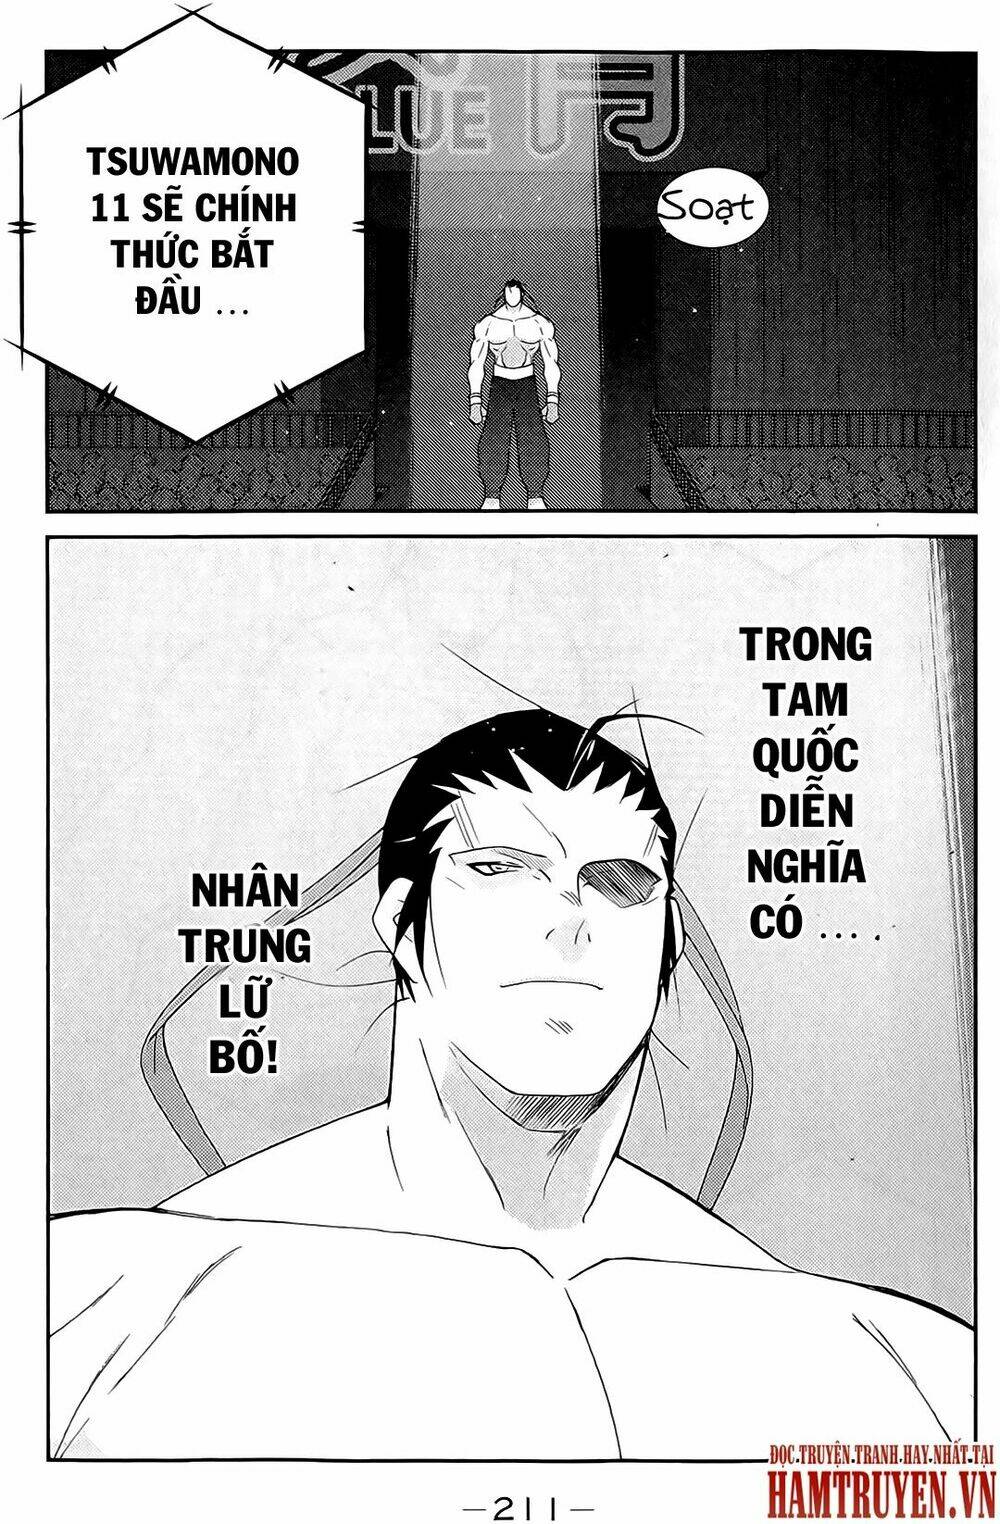 TSUWAMONO
11 SẼ CHÍNH
THỨC BẮT
ĐẦU ...
LUE
Soạt
TRONG
TAM
QUỐC
DIỄN
NGHĨA
CÓ ... .
NHÂN
TRUNG
LỮ
BỐ!
ĐỌC TRUYỆN TRANH HAY NHẤT TẠI
HAMTRUYEN.VN
—211—